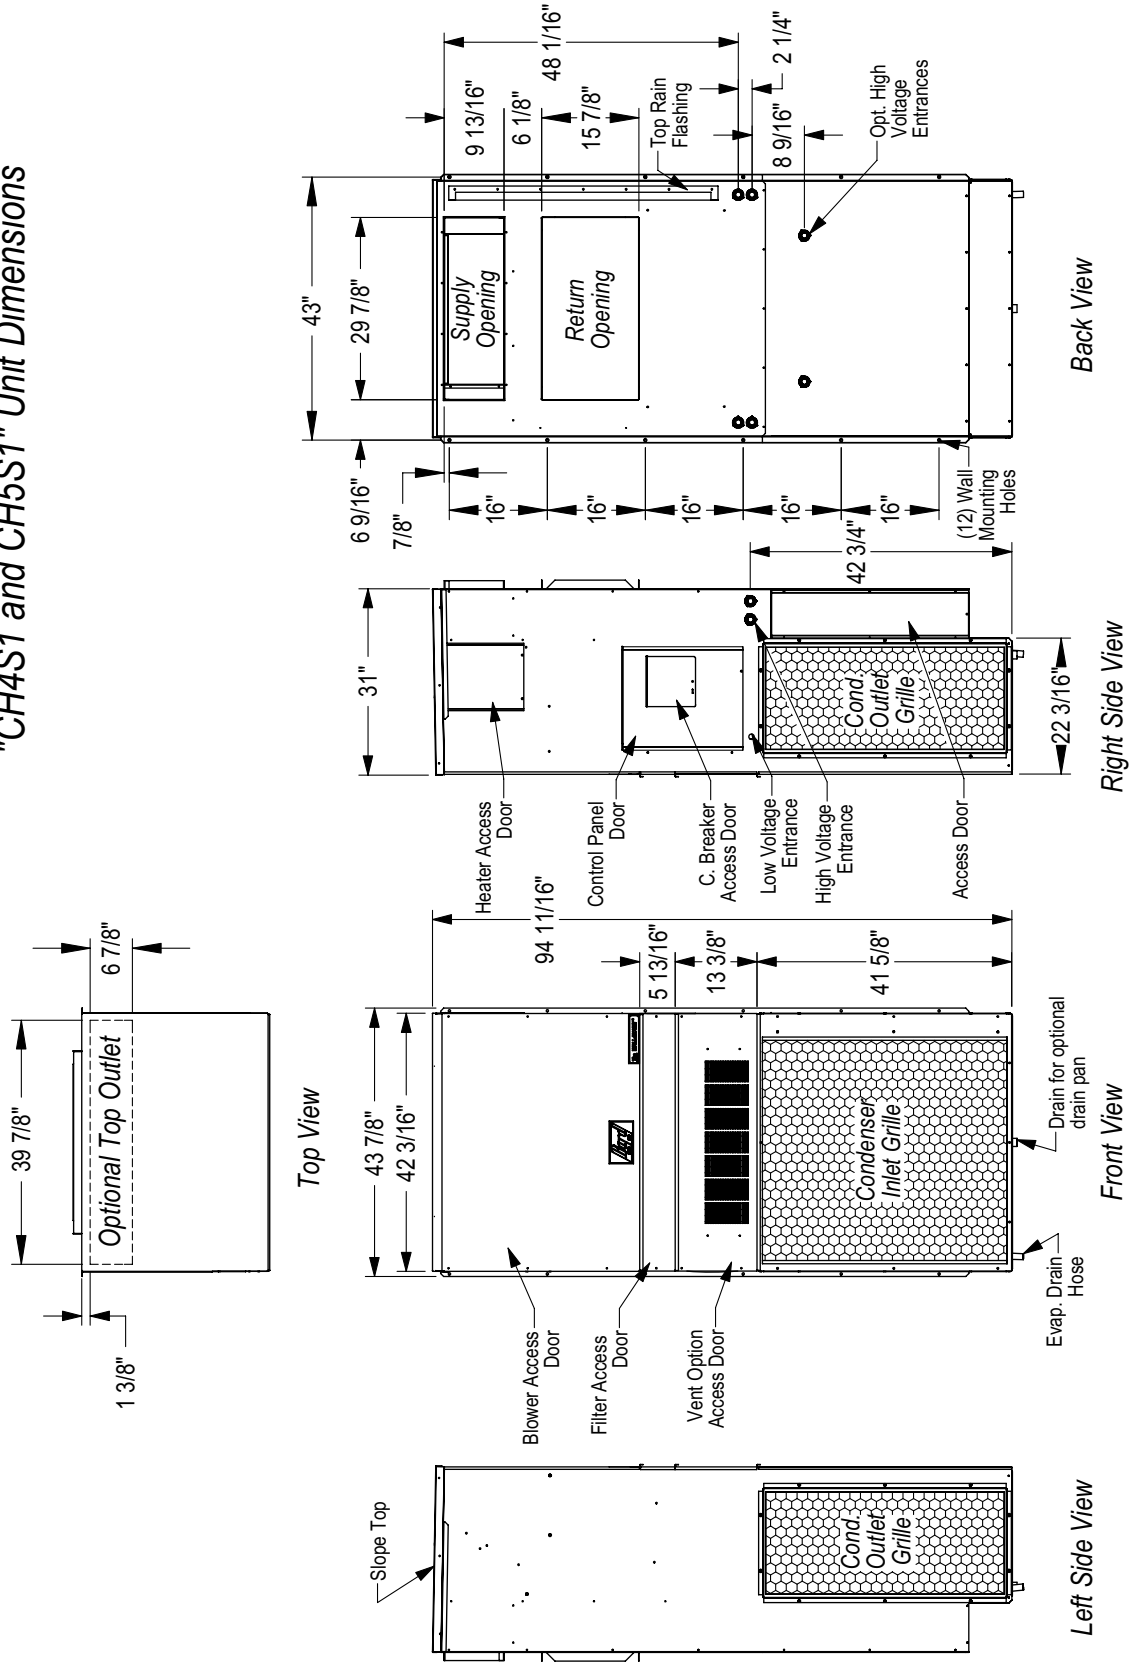 "CH4S1 and CH5S1" Unit Dimensions
39 7/8"
1 3/8"
6 7/8"
Optional Top Outlet
Top View
Slope Top
Cond.
Outlet
Grille
Left Side View
43 7/8"
42 3/16"
94 11/16"
5 13/16"
13 3/8"
41 5/8"
Blower Access
Door
Filter Access
Door
Vent Option
Access Door
Bard
Condenser
Inlet Grille
Evap. Drain
Hose
Drain for optional
drain pan
Front View
31"
Heater Access
Door
Control Panel
Door
C. Breaker
Access Door
Low Voltage
Entrance
High Voltage
Entrance
Access Door
Cond.
Outlet
Grille
42 3/4"
22 3/16"
Right Side View
43"
29 7/8"
6 9/16"
7/8"
16"
16"
16"
16"
16"
(12) Wall
Mounting
Holes
Supply
Opening
Return
Opening
9 13/16"
6 1/8"
15 7/8"
48 1/16"
2 1/4"
8 9/16"
Top Rain
Flashing
Opt. High
Voltage
Entrances
Back View